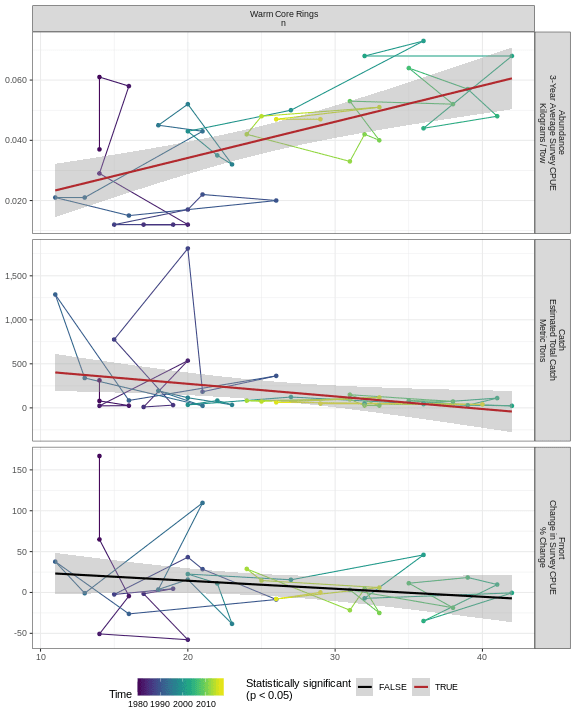 Warm Core Rings
n
0.060
0.040
0.020
Abundance
3-Year Average Survey CPUE
Kilograms / Tow
1,500
1,000
500
0
Catch
Estimated Total Catch
Metric Tons
150
100
50
0
-50
Fmort
Change in Survey CPUE
% Change
10 20 30 40
Time
1980 1990 2000 2010
Statistically significant
(p < 0.05)
FALSE
TRUE